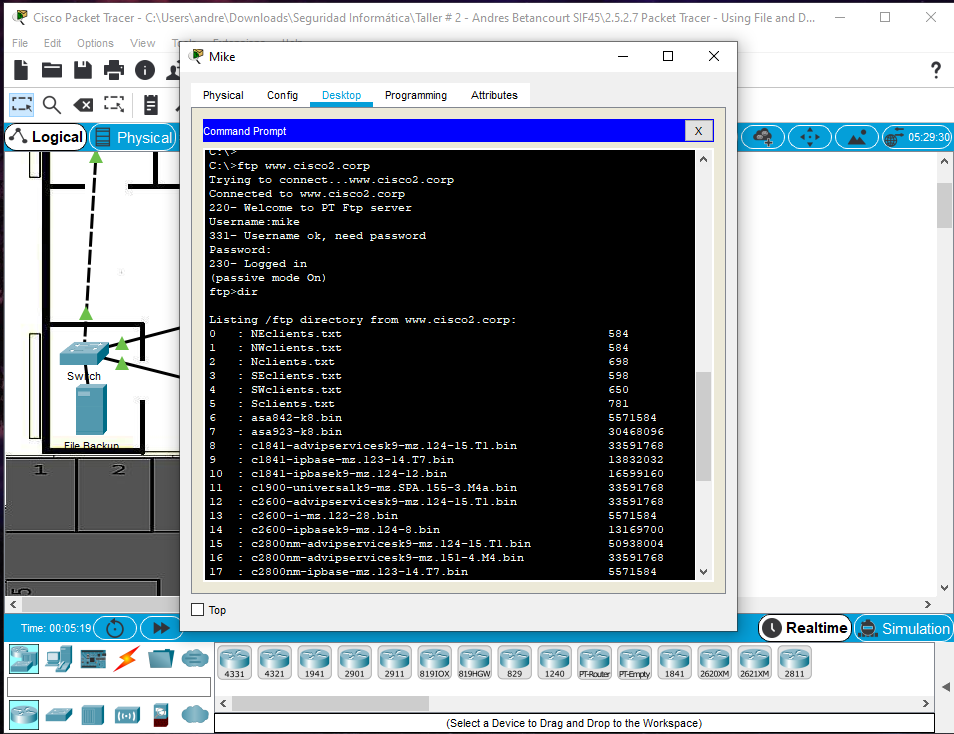 Cisco Packet Tracer - C:\Users\andre\Downloads\Seguridad Informática\Taller # 2 - Andres Betancourt SIF45\2.5.2.7 Packet Tracer - Using File and D...
File Edit Options View
Mike
Physical Config Desktop Programming Attributes
Logical Physical
05:29:30
Command Prompt X
C:\>
C:\>ftp www.cisco2.corp
Trying to connect...www.cisco2.corp
Connected to www.cisco2.corp
220- Welcome to PT Ftp server
Username:mike
331- Username ok, need password
Password:
230- Logged in
(passive mode On)
ftp>dir
Listing /ftp directory from www.cisco2.corp:
0 : NEclients.txt 584
1 : NWclients.txt 584
2 : Nclients.txt 698
3 : SEclients.txt 598
4 : SWclients.txt 650
5 : Sclients.txt 781
6 : asa842-k8.bin 5571584
7 : asa923-k8.bin 30468096
8 : c1841-advipservicesk9-mz.124-15.T1.bin 33591768
9 : c1841-ipbase-mz.123-14.T7.bin 13832032
10 : c1841-ipbasek9-mz.124-12.bin 16599160
11 : c1900-universalk9-mz.SPA.155-3.M4a.bin 33591768
12 : c2600-advipservicesk9-mz.124-15.T1.bin 33591768
13 : c2600-i-mz.122-28.bin 5571584
14 : c2600-ipbasek9-mz.124-8.bin 13169700
15 : c2800nm-advipservicesk9-mz.124-15.T1.bin 50938004
16 : c2800nm-advipservicesk9-mz.151-4.M4.bin 33591768
17 : c2800nm-ipbase-mz.123-14.T7.bin 5571584
Switch
File Backup
1 2
5
Top
Time: 00:05:19
Realtime Simulation
4331 4321 1941 2901 2911 819IOX 819HGW 829 1240 PT-Router PT-Empty 1841 2620XM 2621XM 2811
(Select a Device to Drag and Drop to the Workspace)